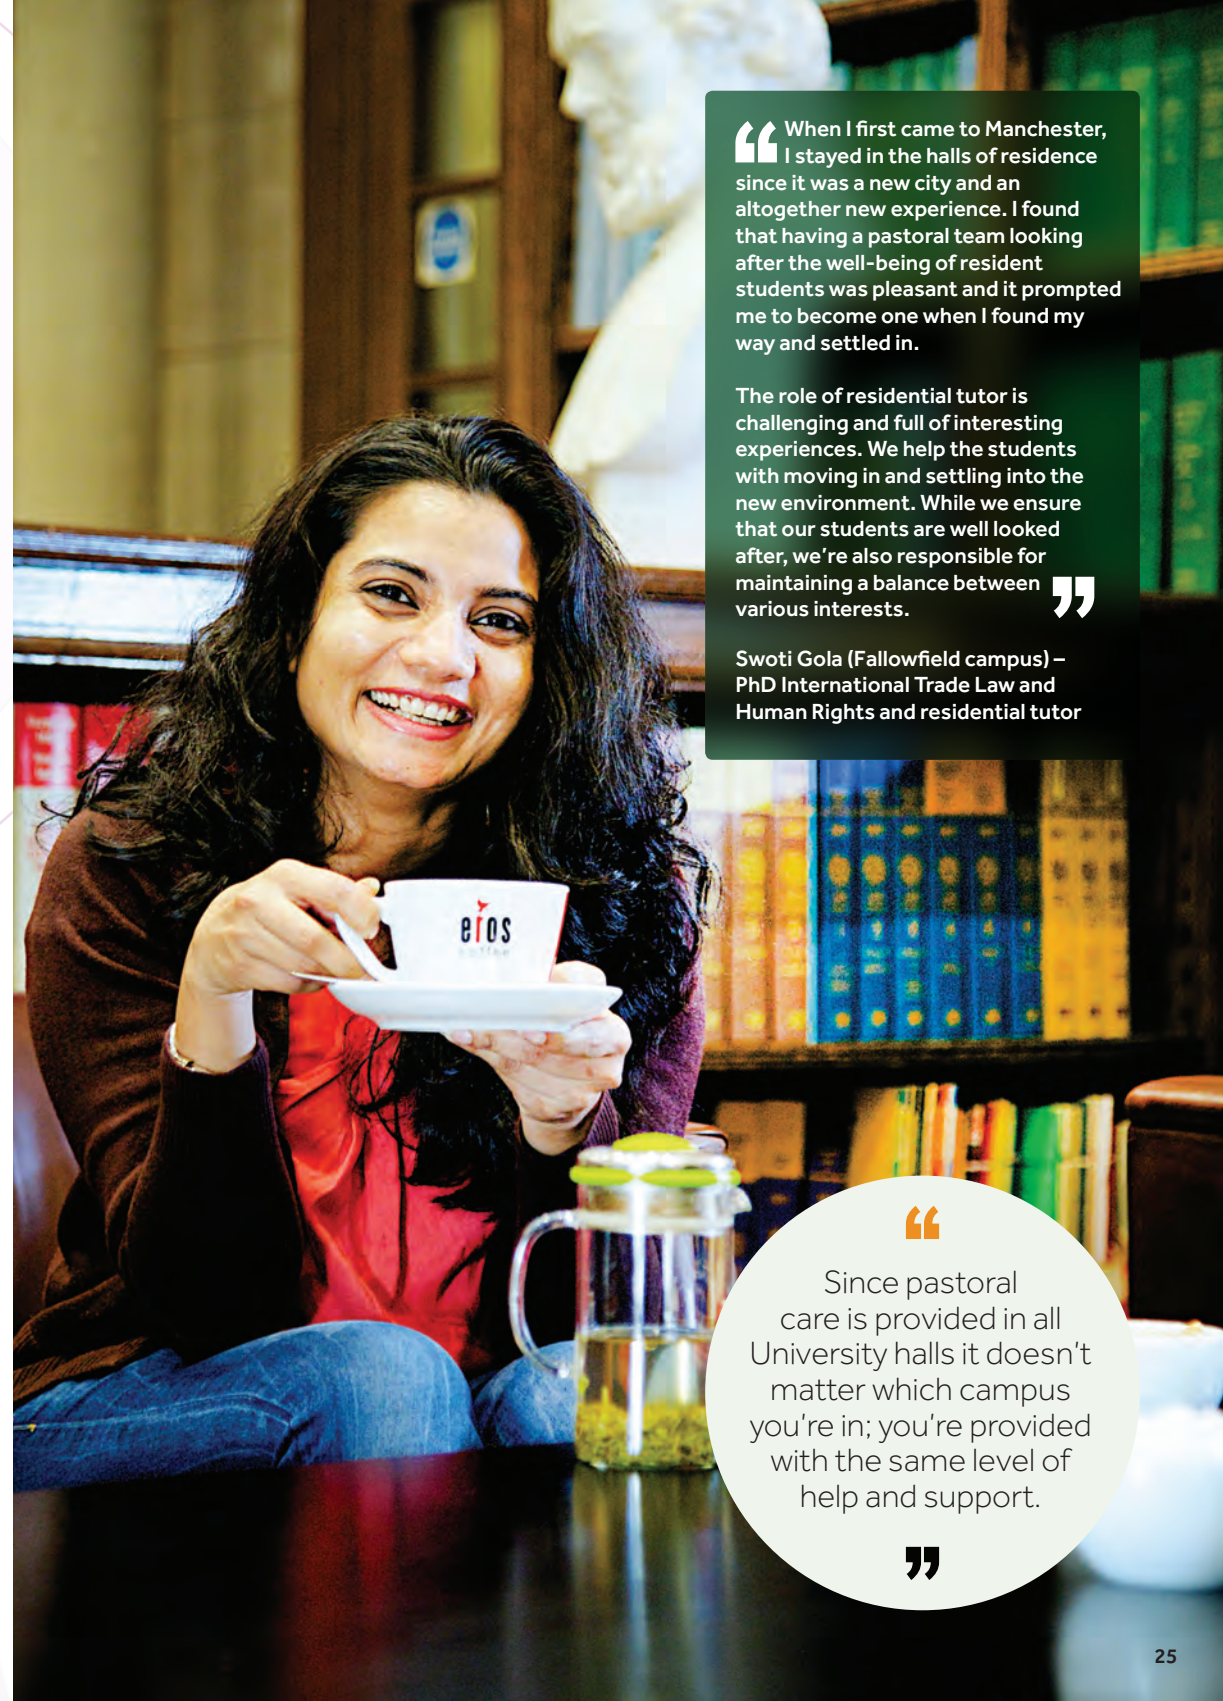 “ When I first came to Manchester,
I stayed in the halls of residence
since it was a new city and an
altogether new experience. I found
that having a pastoral team looking
after the well-being of resident
students was pleasant and it prompted
me to become one when I found my
way and settled in.
The role of residential tutor is
challenging and full of interesting
experiences. We help the students
with moving in and settling into the
new environment. While we ensure
that our students are well looked
after, we’re also responsible for
maintaining a balance between
various interests. ”
Swoti Gola (Fallowfield campus) –
PhD International Trade Law and
Human Rights and residential tutor
eros
coffee
“
Since pastoral
care is provided in all
University halls it doesn’t
matter which campus
you’re in; you’re provided
with the same level of
help and support.
”
25